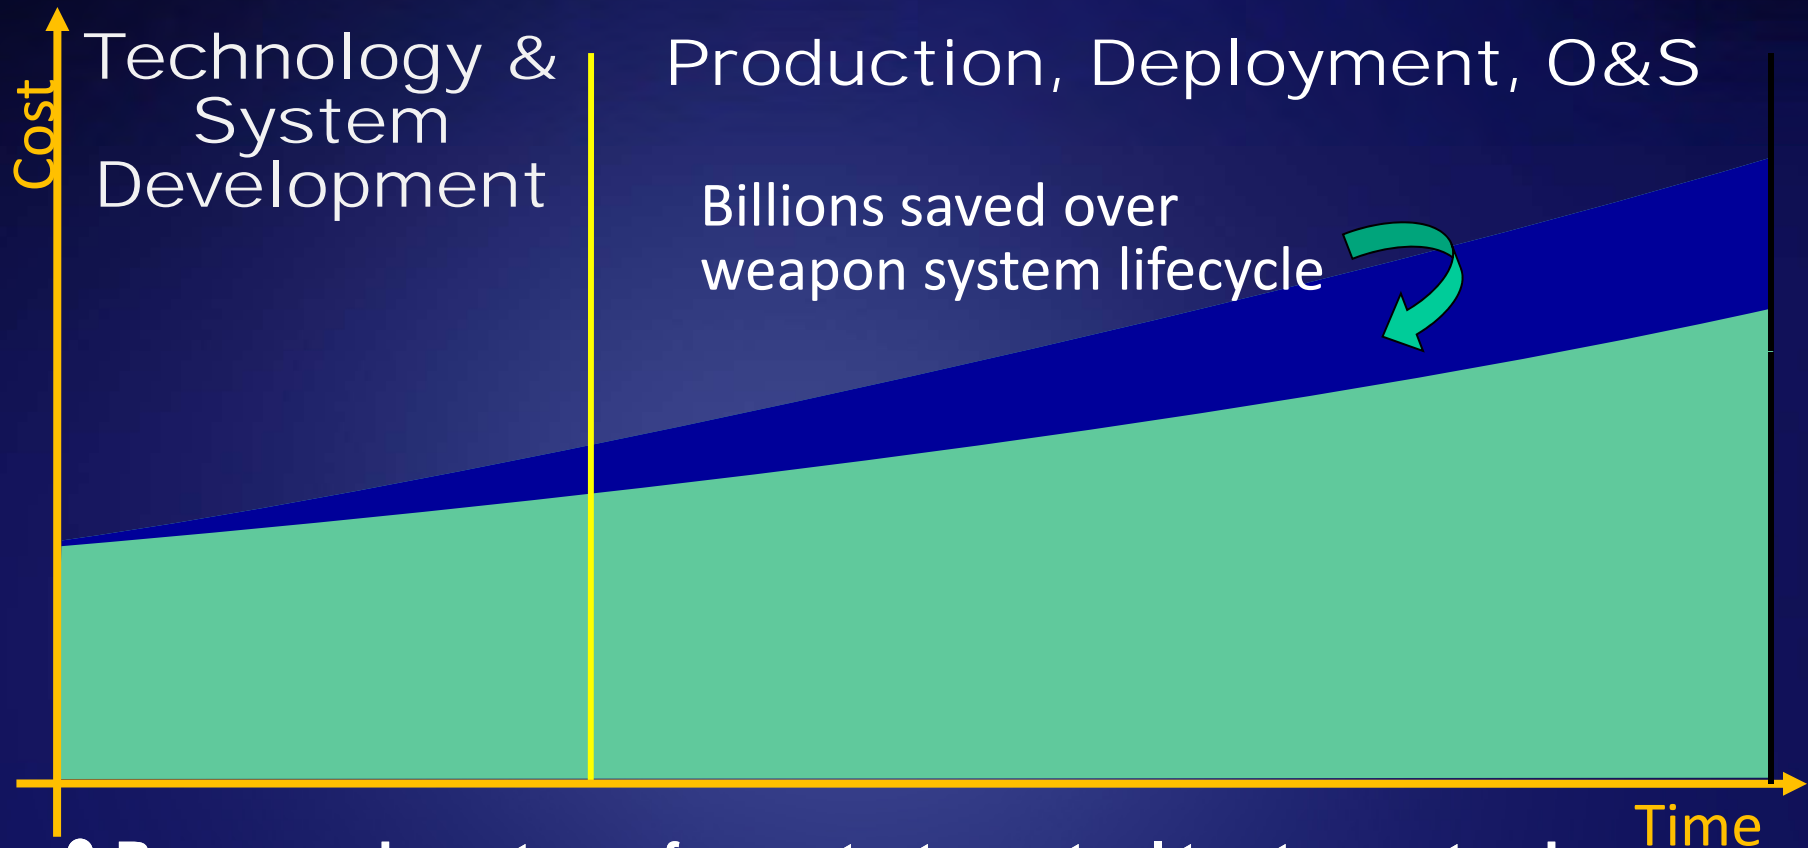 Cost
Technology &
System
Development
Production, Deployment, O&S
Billions saved over
weapon system lifecycle
Time